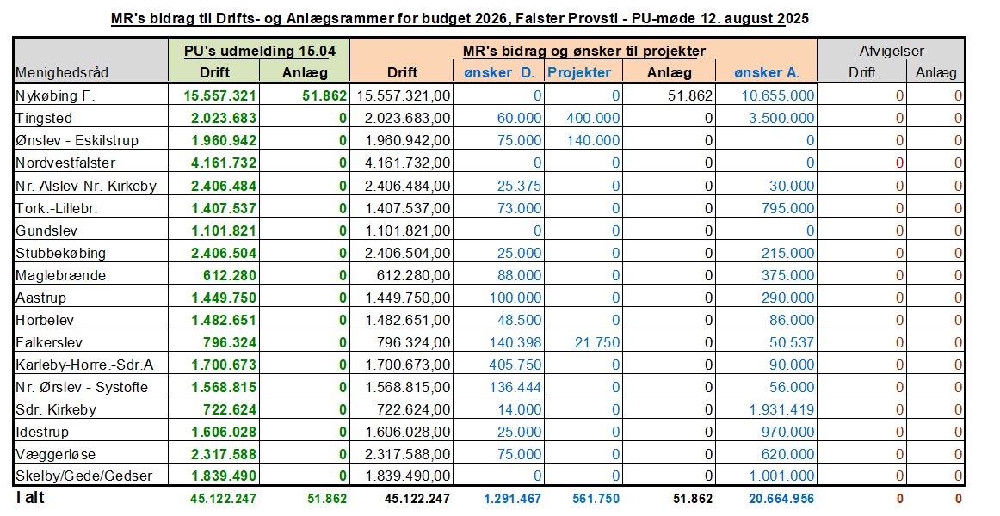 MR's bidrag til Drifts- og Anlægsrammer for budget 2026, Falster Provsti - PU-møde 12. august 2025
PU's udmelding 15.04 MR's bidrag og ønsker til projekter Afvigelser
Menighedsråd Drift Anlæg Drift ønsker D. Projekter Anlæg ønsker A. Drift Anlæg
Nykøbing F. 15.557.321 51.862 15.557.321,00 0 0 51.862 10.655.000 0 0
Tingsted 2.023.683 0 2.023.683,00 60.000 400.000 0 3.500.000 0 0
Ønslev - Eskilstrup 1.960.942 0 1.960.942,00 75.000 140.000 0 0 0 0
Nordvestfalster 4.161.732 0 4.161.732,00 0 0 0 0 0 0
Nr. Alslev-Nr. Kirkeby 2.406.484 0 2.406.484,00 25.375 0 0 30.000 0 0
Tork.-Lillebr. 1.407.537 0 1.407.537,00 73.000 0 0 795.000 0 0
Gundslev 1.101.821 0 1.101.821,00 0 0 0 0 0 0
Stubbekøbing 2.406.504 0 2.406.504,00 25.000 0 0 215.000 0 0
Maglebrænde 612.280 0 612.280,00 88.000 0 0 375.000 0 0
Aastrup 1.449.750 0 1.449.750,00 100.000 0 0 290.000 0 0
Horbelev 1.482.651 0 1.482.651,00 48.500 0 0 86.000 0 0
Falkerslev 796.324 0 796.324,00 140.398 21.750 0 50.537 0 0
Karleby-Horre.-Sdr.A 1.700.673 0 1.700.673,00 405.750 0 0 90.000 0 0
Nr. Ørslev - Systofte 1.568.815 0 1.568.815,00 136.444 0 0 56.000 0 0
Sdr. Kirkeby 722.624 0 722.624,00 14.000 0 0 1.931.419 0 0
Idestrup 1.606.028 0 1.606.028,00 25.000 0 0 970.000 0 0
Væggerløse 2.317.588 0 2.317.588,00 75.000 0 0 620.000 0 0
Skelby/Gede/Gedser 1.839.490 0 1.839.490,00 0 0 0 1.001.000 0 0
I alt 45.122.247 51.862 45.122.247 1.291.467 561.750 51.862 20.664.956 0 0